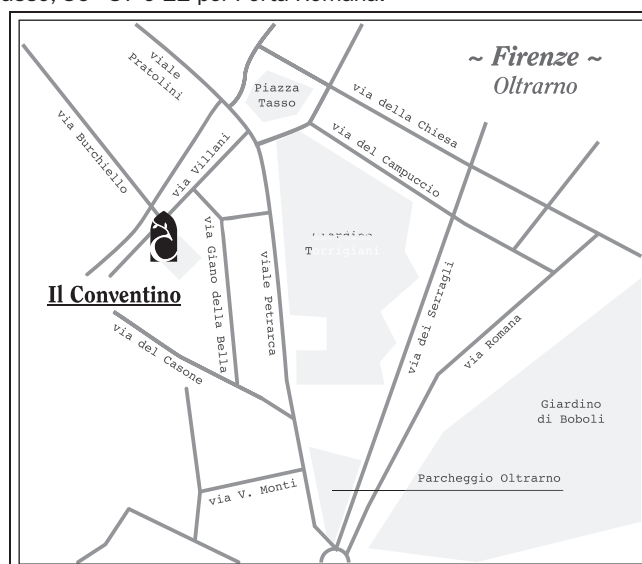 ~ Firenze ~
Oltrarno
viale
Pratolini
Piazza
Tasso
via della Chiesa
via Burchiello
via Villani
via del Campuccio
Giardino
Torrigiani
via Giano della Bella
viale Petrarca
via dei Serragli
Il Conventino
via del Casone
via Romana
Giardino
di Boboli
Parcheggio Oltrarno
via V. Monti